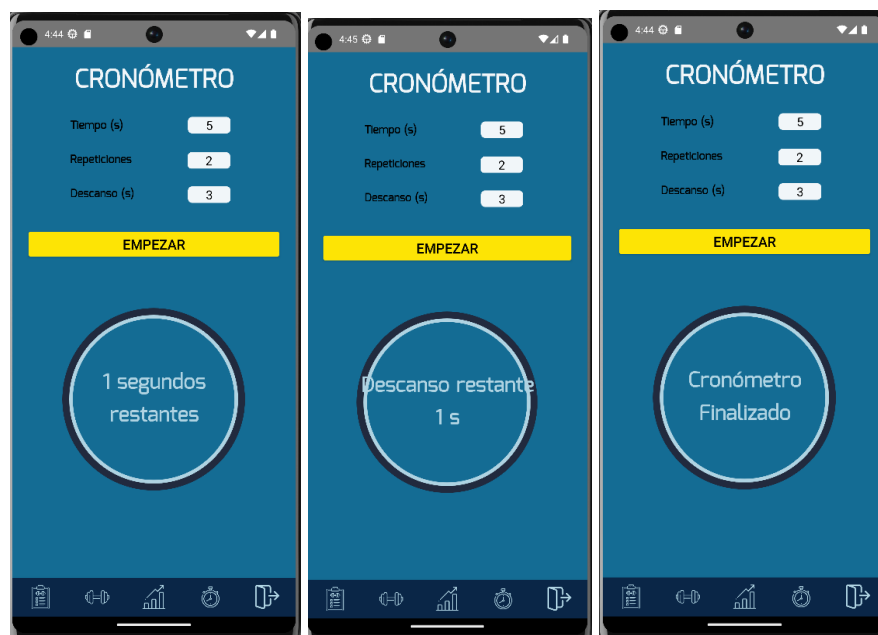 4:44
CRONÓMETRO
Tiempo (s) 5
Repeticiones 2
Descanso (s) 3
EMPEZAR
1 segundos
restantes
4:45
CRONÓMETRO
Tiempo (s) 5
Repeticiones 2
Descanso (s) 3
EMPEZAR
Descanso restante
1 s
4:44
CRONÓMETRO
Tiempo (s) 5
Repeticiones 2
Descanso (s) 3
EMPEZAR
Cronómetro
Finalizado